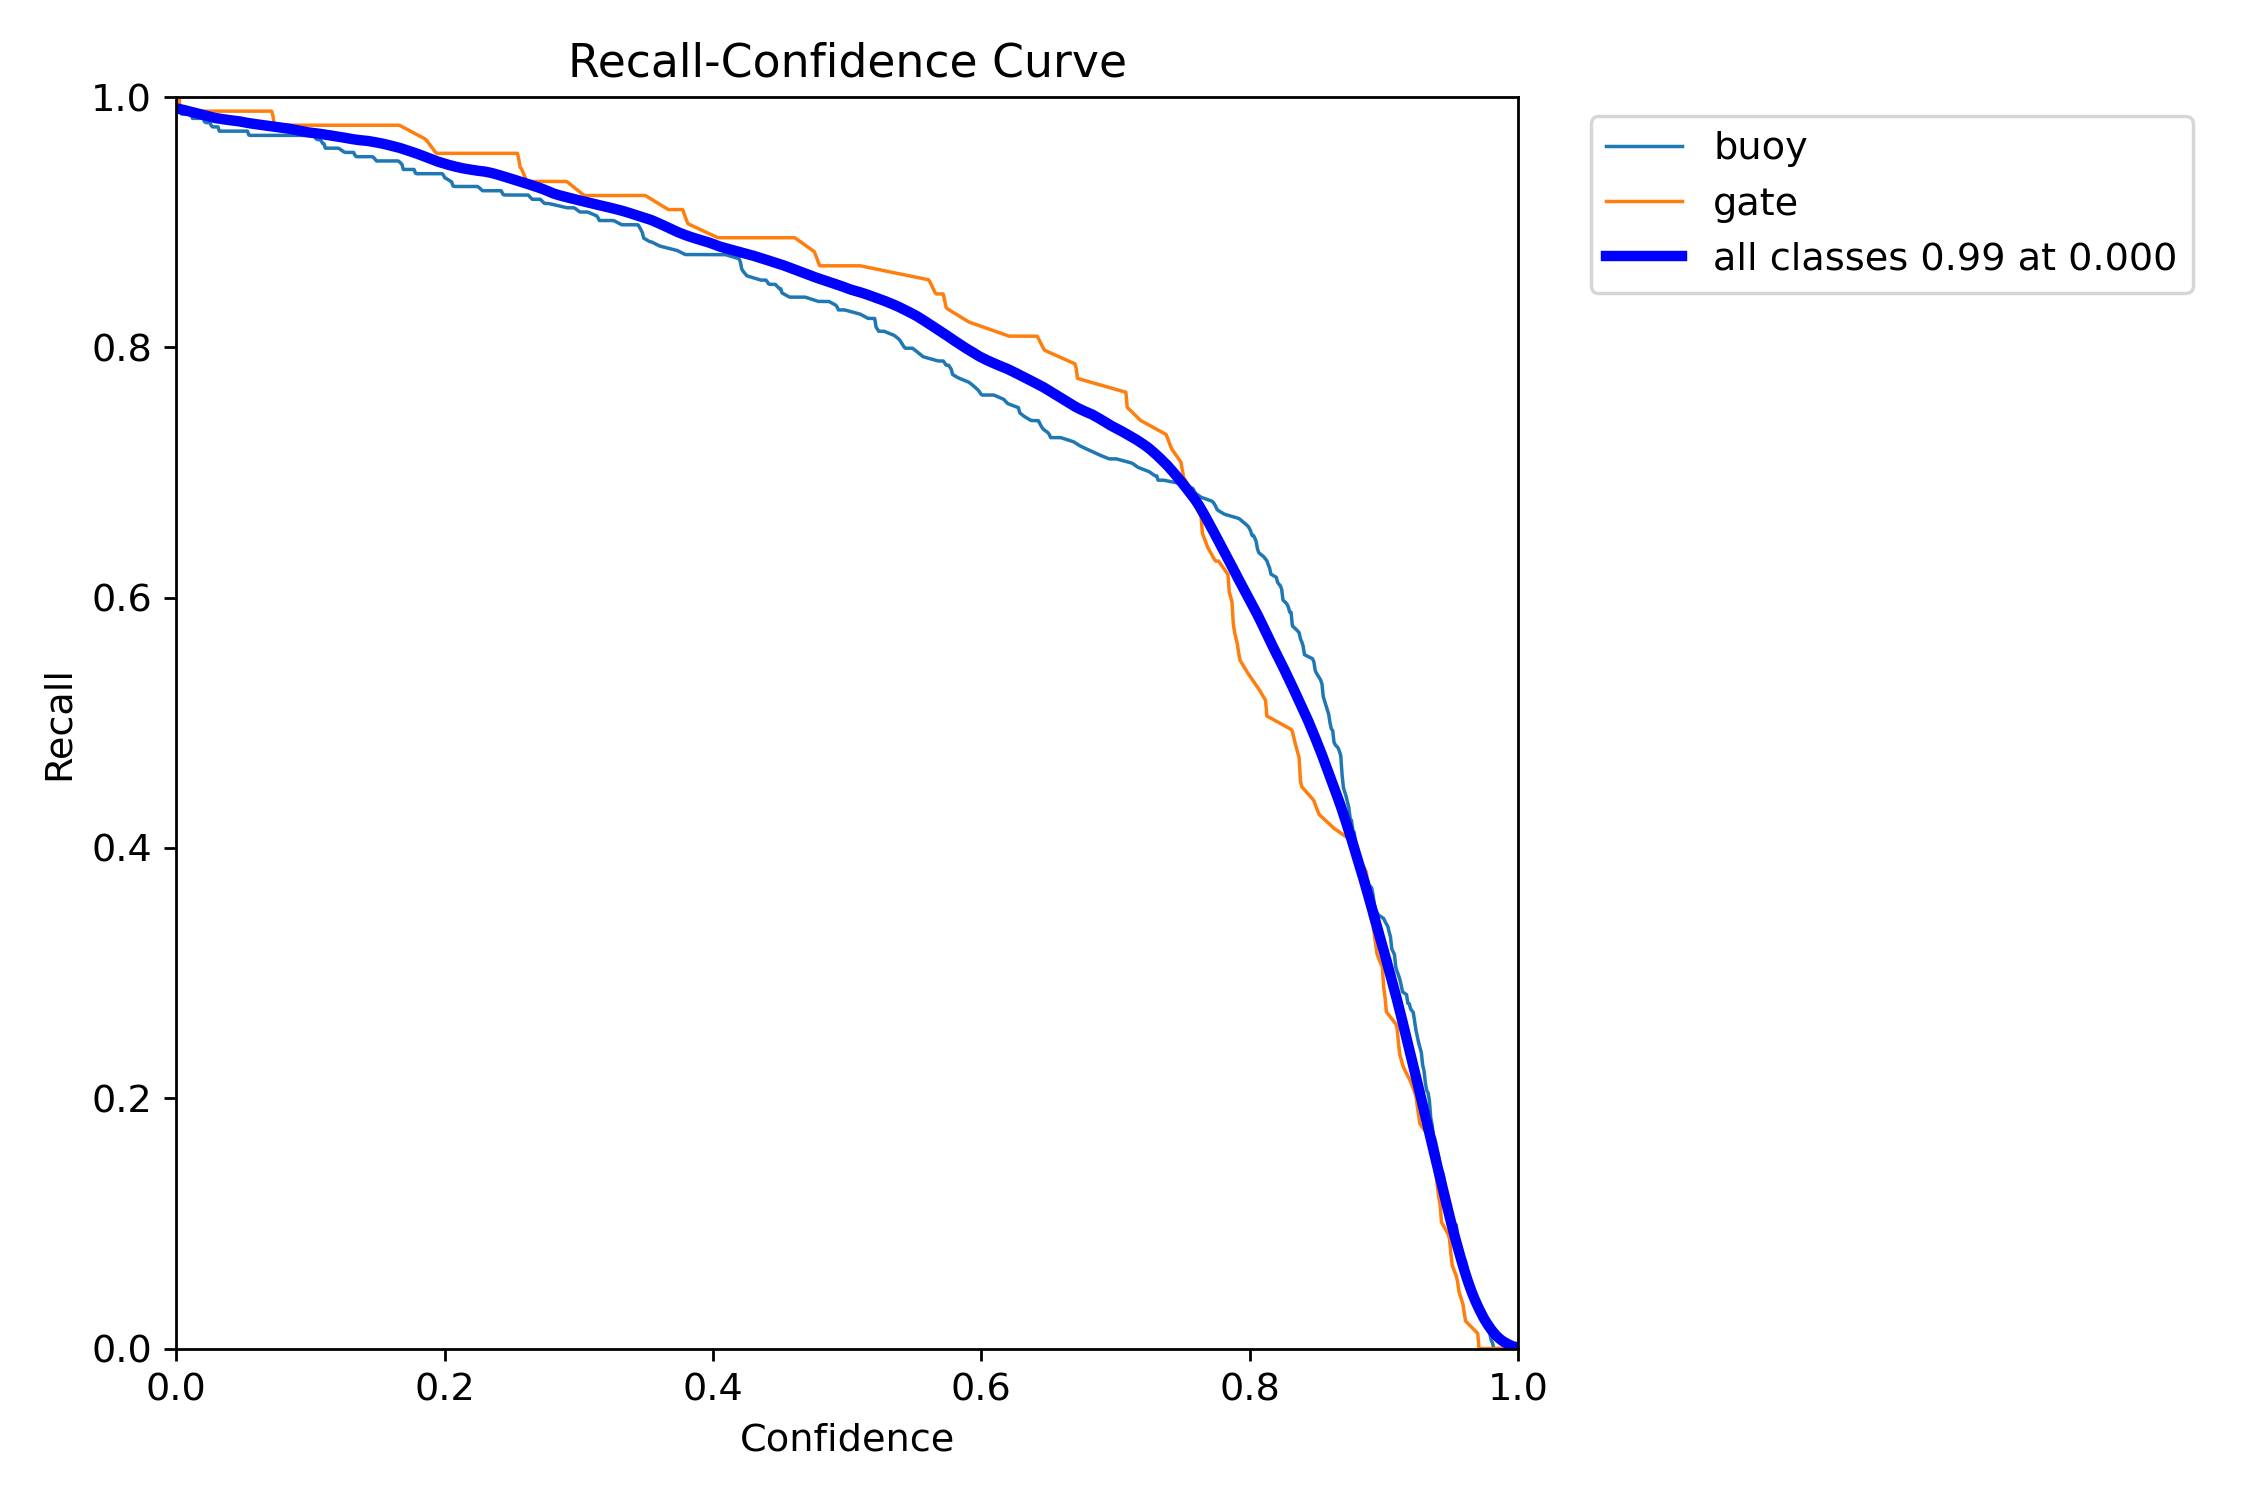 Recall-Confidence Curve
1.0
0.8
0.6
0.4
0.2
0.0
Recall
0.0 0.2 0.4 0.6 0.8 1.0
Confidence
buoy
gate
all classes 0.99 at 0.000